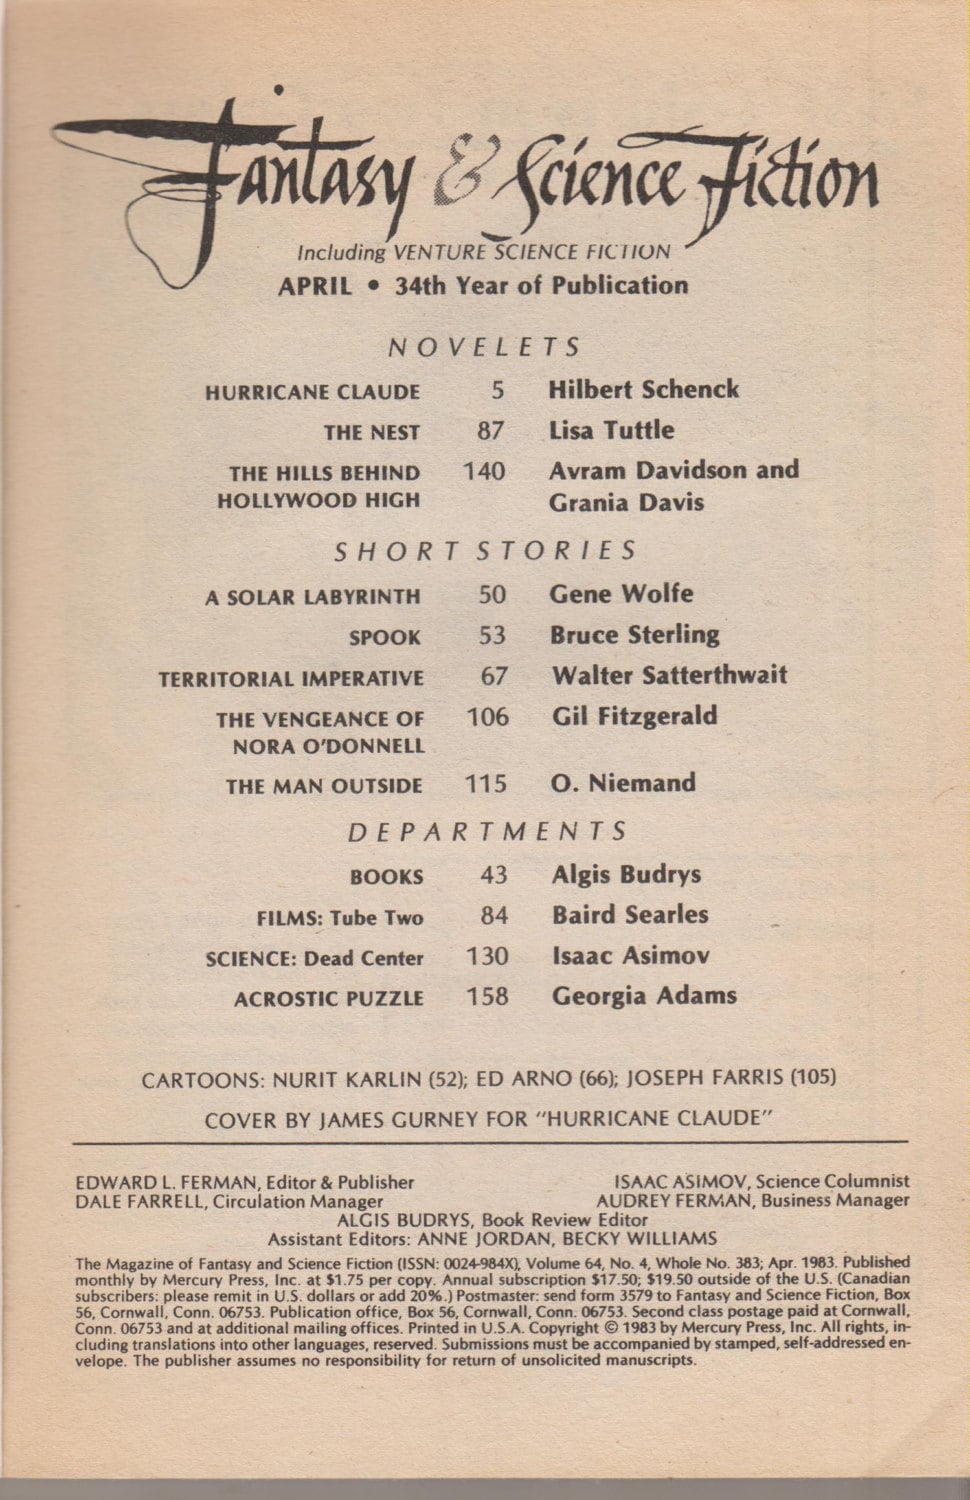 Fantasy & Science Fiction
Including VENTURE SCIENCE FICTION
APRIL • 34th Year of Publication
NOVELETS
HURRICANE CLAUDE 5 Hilbert Schenck
THE NEST 87 Lisa Tuttle
THE HILLS BEHIND 140 Avram Davidson and
HOLLYWOOD HIGH Grania Davis
SHORT STORIES
A SOLAR LABYRINTH 50 Gene Wolfe
SPOOK 53 Bruce Sterling
TERRITORIAL IMPERATIVE 67 Walter Satterthwait
THE VENGEANCE OF 106 Gil Fitzgerald
NORA O'DONNELL
THE MAN OUTSIDE 115 O. Niemand
DEPARTMENTS
BOOKS 43 Algis Budrys
FILMS: Tube Two 84 Baird Searles
SCIENCE: Dead Center 130 Isaac Asimov
ACROSTIC PUZZLE 158 Georgia Adams
CARTOONS: NURIT KARLIN (52); ED ARNO (66); JOSEPH FARRIS (105)
COVER BY JAMES GURNEY FOR "HURRICANE CLAUDE"
EDWARD L. FERMAN, Editor & Publisher ISAAC ASIMOV, Science Columnist
DALE FARRELL, Circulation Manager AUDREY FERMAN, Business Manager
ALGIS BUDRYS, Book Review Editor
Assistant Editors: ANNE JORDAN, BECKY WILLIAMS
The Magazine of Fantasy and Science Fiction (ISSN: 0024-984X), Volume 64, No. 4, Whole No. 383; Apr. 1983. Published
monthly by Mercury Press, Inc. at $1.75 per copy. Annual subscription $17.50; $19.50 outside of the U.S. (Canadian
subscribers: please remit in U.S. dollars or add 20%.) Postmaster: send form 3579 to Fantasy and Science Fiction, Box
56, Cornwall, Conn. 06753. Publication office, Box 56, Cornwall, Conn. 06753. Second class postage paid at Cornwall,
Conn. 06753 and at additional mailing offices. Printed in U.S.A. Copyright © 1983 by Mercury Press, Inc. All rights, in-
cluding translations into other languages, reserved. Submissions must be accompanied by stamped, self-addressed en-
velope. The publisher assumes no responsibility for return of unsolicited manuscripts.